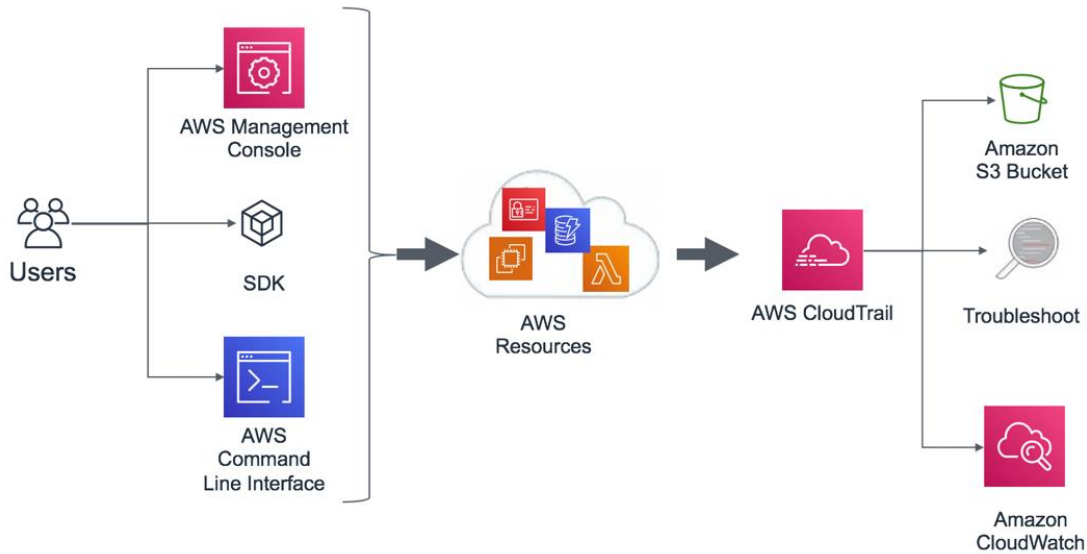 Users
AWS Management
Console
SDK
AWS
Command
Line Interface
AWS
Resources
AWS CloudTrail
Amazon
S3 Bucket
Troubleshoot
Amazon
CloudWatch